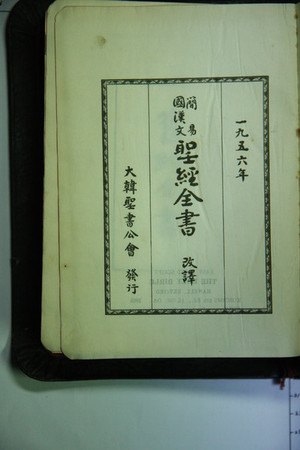 一九五六年
簡易
國漢文
聖經全書
改譯
大韓聖書公會 發行